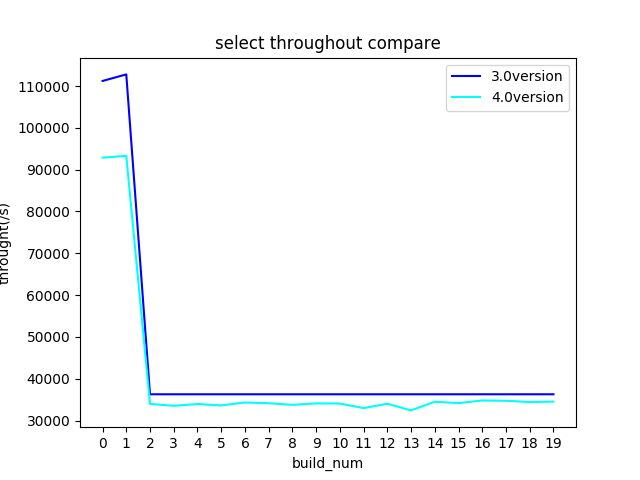 select throughout compare
3.0version
4.0version
110000
100000
90000
80000
70000
60000
50000
40000
30000
throught(/s)
0 1 2 3 4 5 6 7 8 9 10 11 12 13 14 15 16 17 18 19
build_num